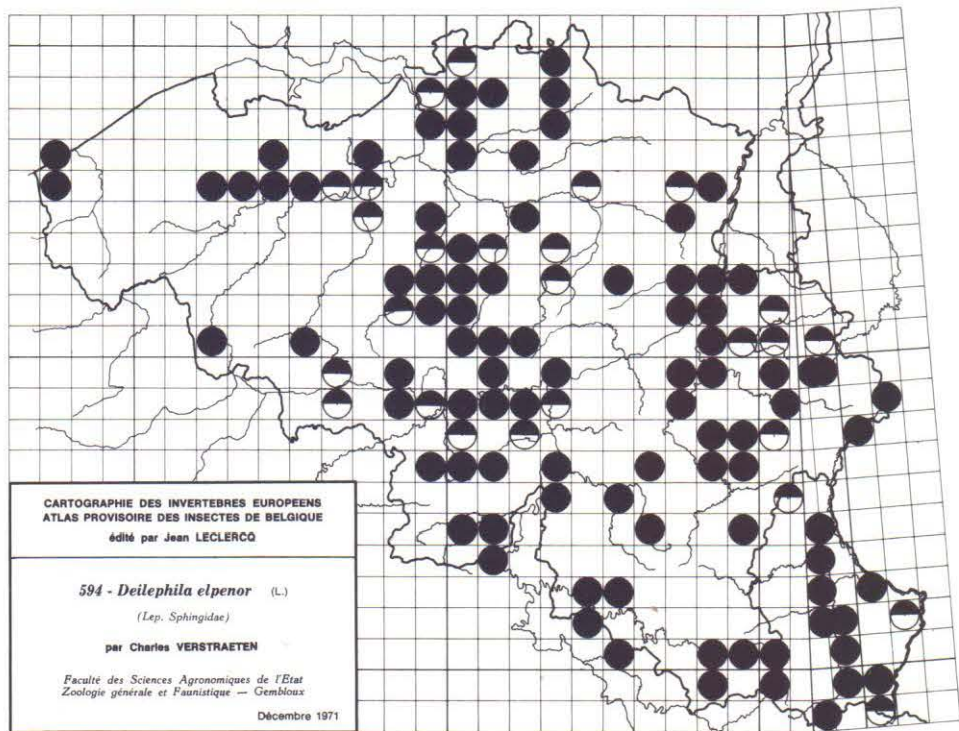 CARTOGRAPHIE DES INVERTEBRES EUROPEENS
ATLAS PROVISOIRE DES INSECTES DE BELGIQUE
édité par Jean LECLERCQ
594 - Deilephila elpenor (L.)
(Lep. Sphingidae)
par Charles VERSTRAETEN
Faculté des Sciences Agronomiques de l'Etat
Zoologie générale et Faunistique — Gembloux
Décembre 1971